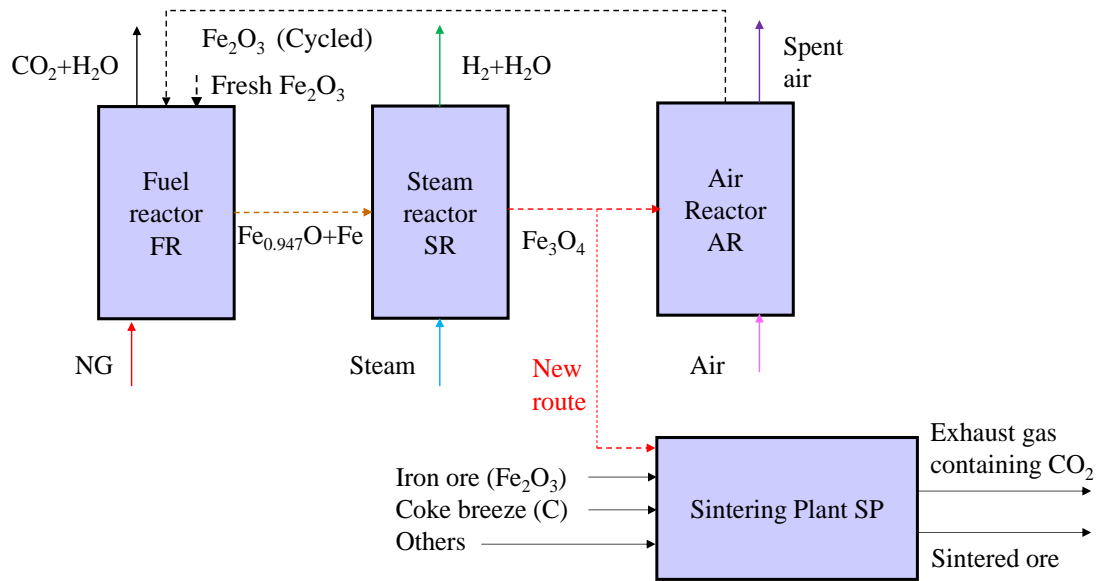 Fe₂O₃ (Cycled)
CO₂+H₂O
Fresh Fe₂O₃
H₂+H₂O
Spent
air
Fuel
reactor
FR
Steam
reactor
SR
Air
Reactor
AR
Fe₀.₉₄₇O+Fe
Fe₃O₄
NG
Steam
Air
New
route
Iron ore (Fe₂O₃)
Coke breeze (C)
Others
Sintering Plant SP
Exhaust gas
containing CO₂
Sintered ore